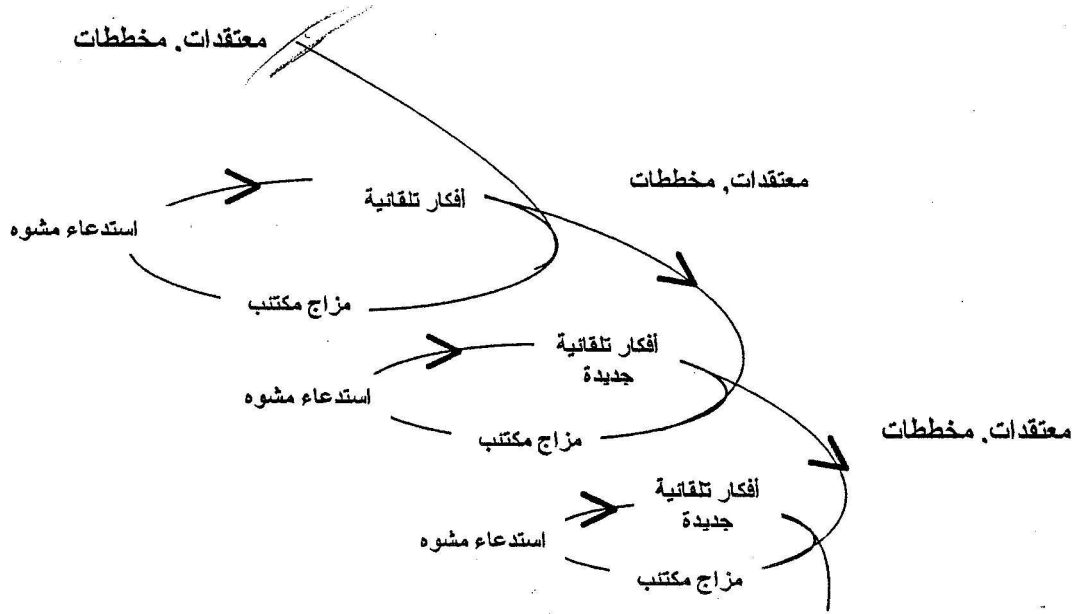 معتقدات, مخططات
معتقدات, مخططات
أفكار تلقائية
استدعاء مشوه
مزاج مكتئب
أفكار تلقائية
جديدة
استدعاء مشوه
معتقدات, مخططات
مزاج مكتئب
أفكار تلقائية
جديدة
استدعاء مشوه
مزاج مكتئب